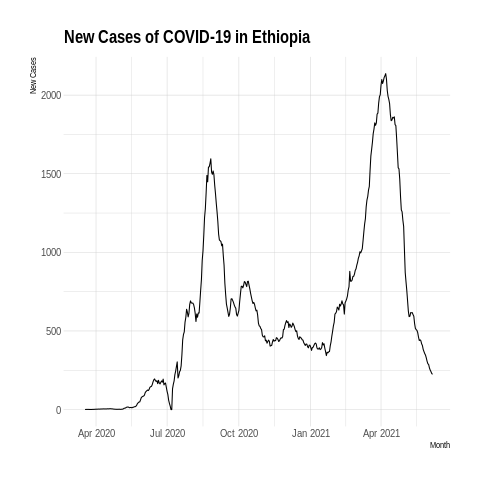 New Cases of COVID-19 in Ethiopia
New Cases
2000
1500
1000
500
0
Apr 2020 Jul 2020 Oct 2020 Jan 2021 Apr 2021
Month